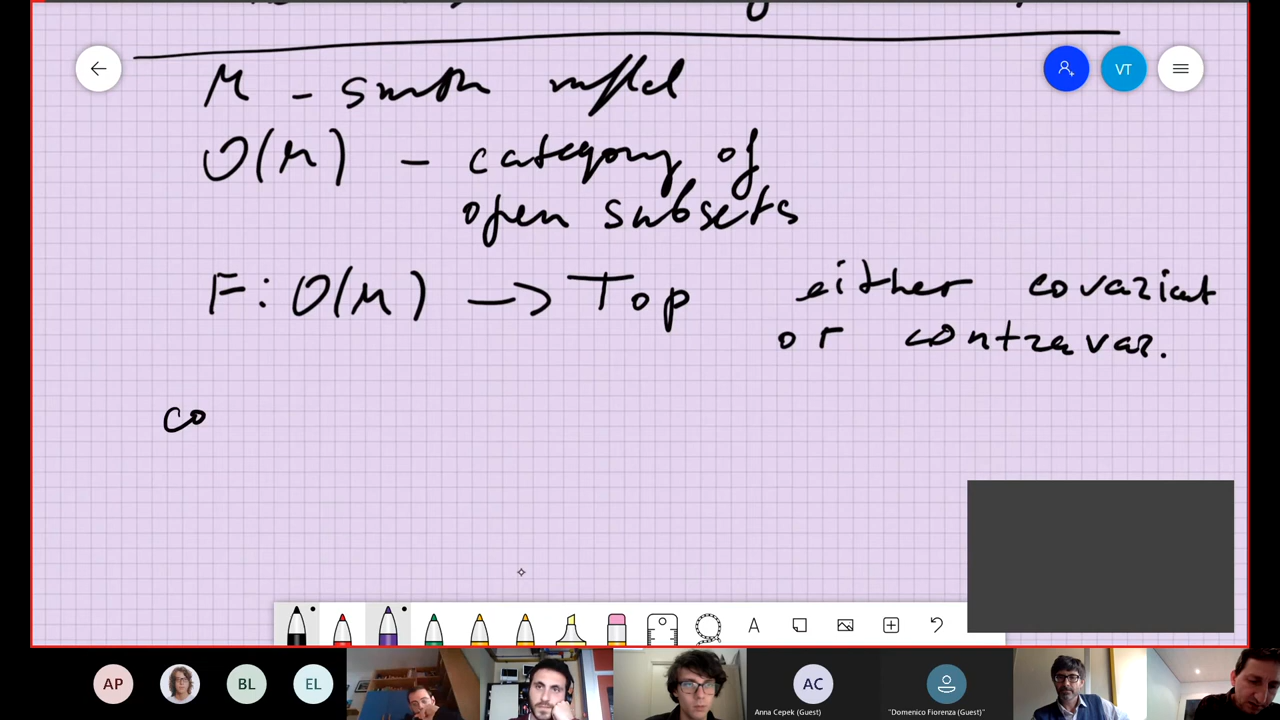 VT
M - smooth mfld
O(M) - category of
open subsets
F: O(M) -> Top either covariant
or contravar.
co
A
AP
BL
EL
AC
Anna Cepek (Guest)
"Domenico Fiorenza (Guest)"